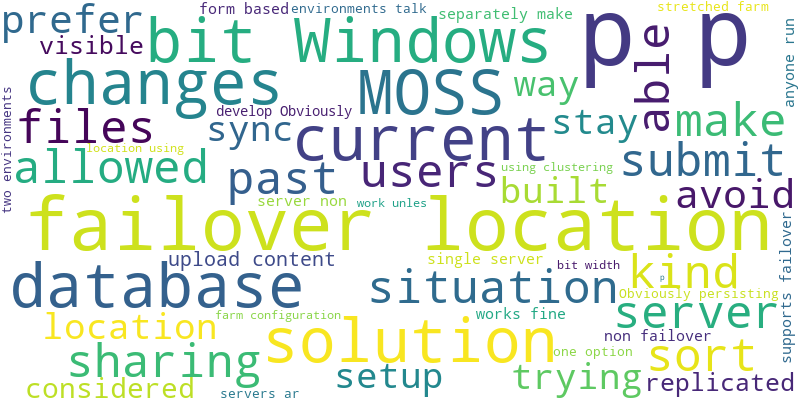 form based environments talk separately make stretched farm
prefer bit Windows p p
visible able anyone run
changes MOSS way
files develop Obviously sync current stay make
two environments location using
allowed past users using clustering submit
server non work unles built avoid
failover location
upload content single server bit width kind supports failover
database situation p Obviously persisting
location farm configuration works fine server
sharing solution non failover
one option sort
considered servers ar setup trying replicated